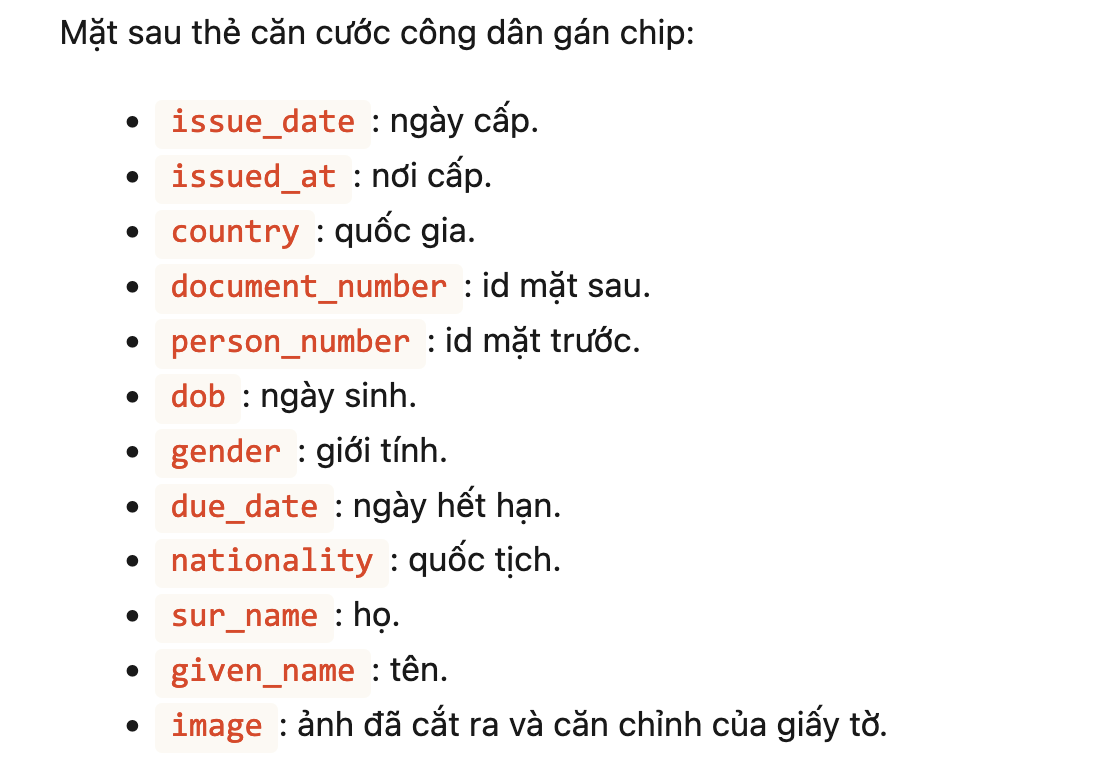 Mặt sau thẻ căn cước công dân gán chip:
• issue_date : ngày cấp.
• issued_at : nơi cấp.
• country : quốc gia.
• document_number : id mặt sau.
• person_number : id mặt trước.
• dob : ngày sinh.
• gender : giới tính.
• due_date : ngày hết hạn.
• nationality : quốc tịch.
• sur_name : họ.
• given_name : tên.
• image : ảnh đã cắt ra và căn chỉnh của giấy tờ.